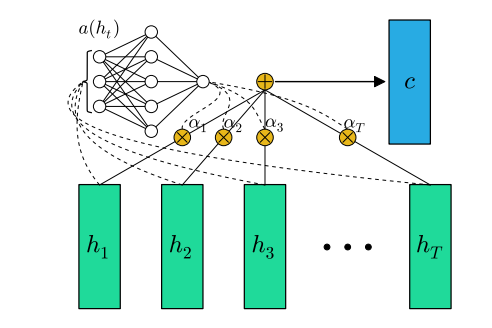 a(h_t)
c
α_1 α_2 α_3 α_T
h_1 h_2 h_3 • • • h_T